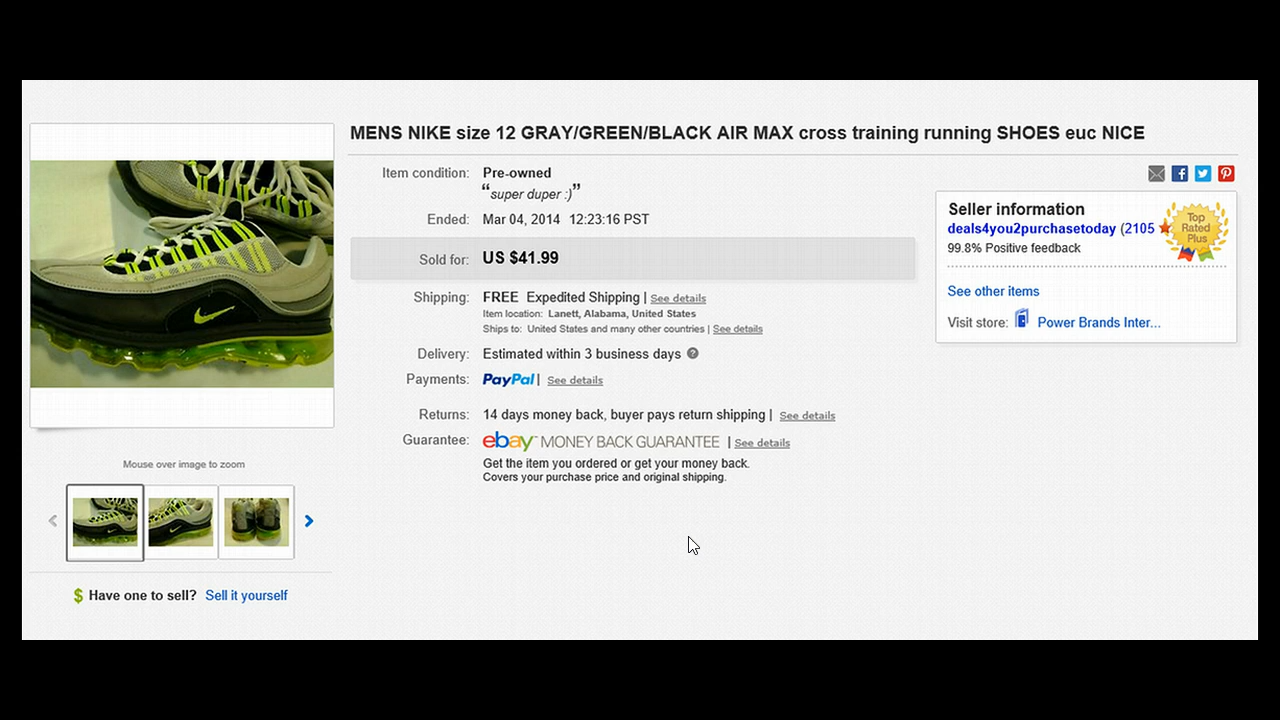 MENS NIKE size 12 GRAY/GREEN/BLACK AIR MAX cross training running SHOES euc NICE
Item condition: Pre-owned
“super duper :)”
Ended: Mar 04, 2014 12:23:16 PST
Sold for: US $41.99
Shipping: FREE Expedited Shipping | See details
Item location: Lanett, Alabama, United States
Ships to: United States and many other countries | See details
Delivery: Estimated within 3 business days ?
Payments: PayPal | See details
Returns: 14 days money back, buyer pays return shipping | See details
Guarantee: ebay MONEY BACK GUARANTEE | See details
Get the item you ordered or get your money back.
Covers your purchase price and original shipping.
Seller information
deals4you2purchasetoday (2105
99.8% Positive feedback
Top
Rated
Plus
See other items
Visit store: Power Brands Inter...
Mouse over image to zoom
$ Have one to sell? Sell it yourself